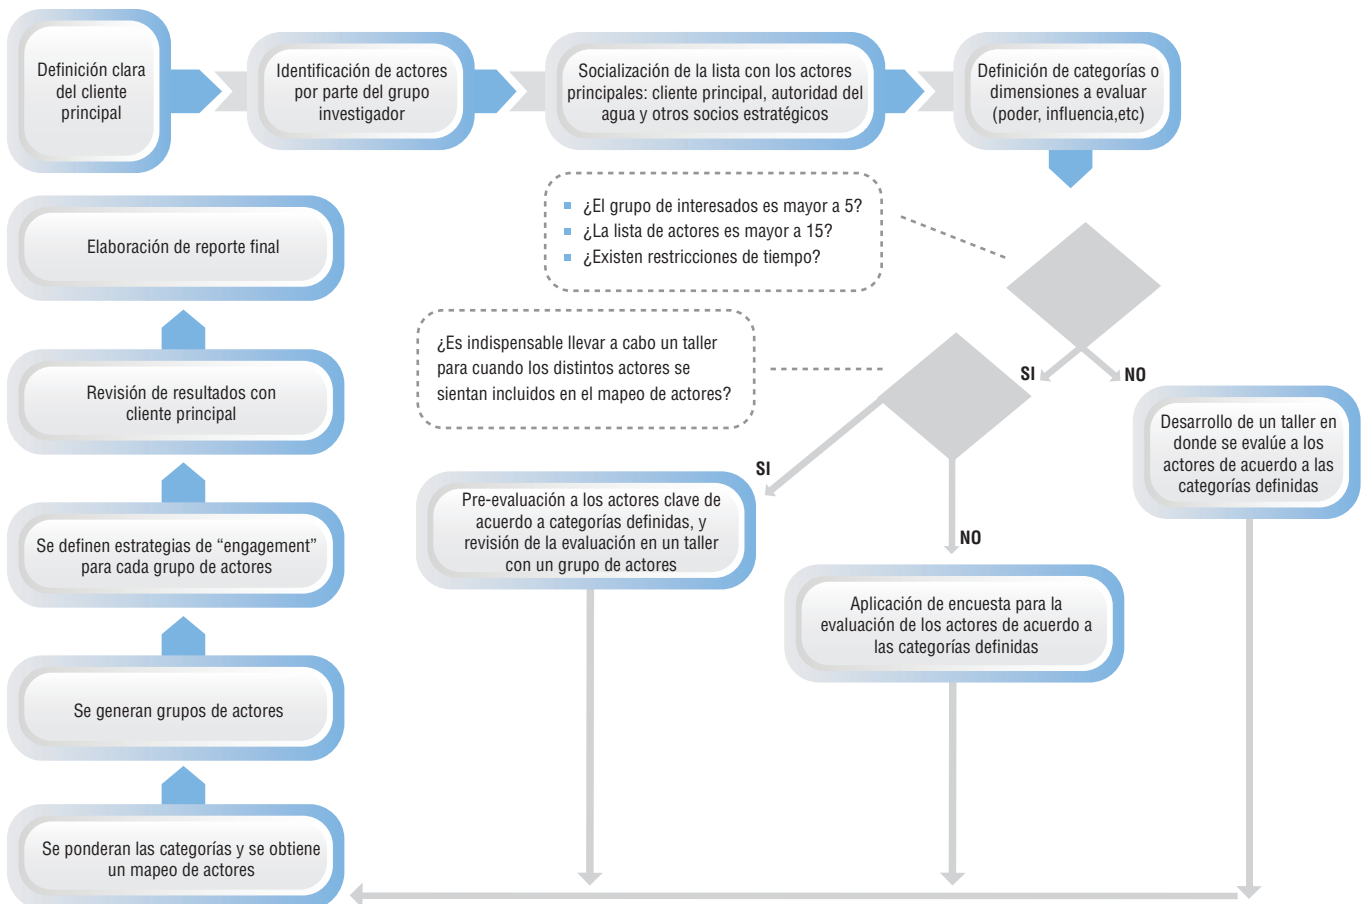 Definición clara
del cliente
principal
Identificación de actores
por parte del grupo
investigador
Socialización de la lista con los actores
principales: cliente principal, autoridad del
agua y otros socios estratégicos
Definición de categorías o
dimensiones a evaluar
(poder, influencia,etc)
¿El grupo de interesados es mayor a 5?
¿La lista de actores es mayor a 15?
¿Existen restricciones de tiempo?
¿Es indispensable llevar a cabo un taller
para cuando los distintos actores se
sientan incluidos en el mapeo de actores?
SI
NO
Desarrollo de un taller en
donde se evalúe a los
actores de acuerdo a las
categorías definidas
SI
Pre-evaluación a los actores clave de
acuerdo a categorías definidas, y
revisión de la evaluación en un taller
con un grupo de actores
NO
Aplicación de encuesta para la
evaluación de los actores de acuerdo a
las categorías definidas
Se ponderan las categorías y se obtiene
un mapeo de actores
Se generan grupos de actores
Se definen estrategias de “engagement”
para cada grupo de actores
Revisión de resultados con
cliente principal
Elaboración de reporte final